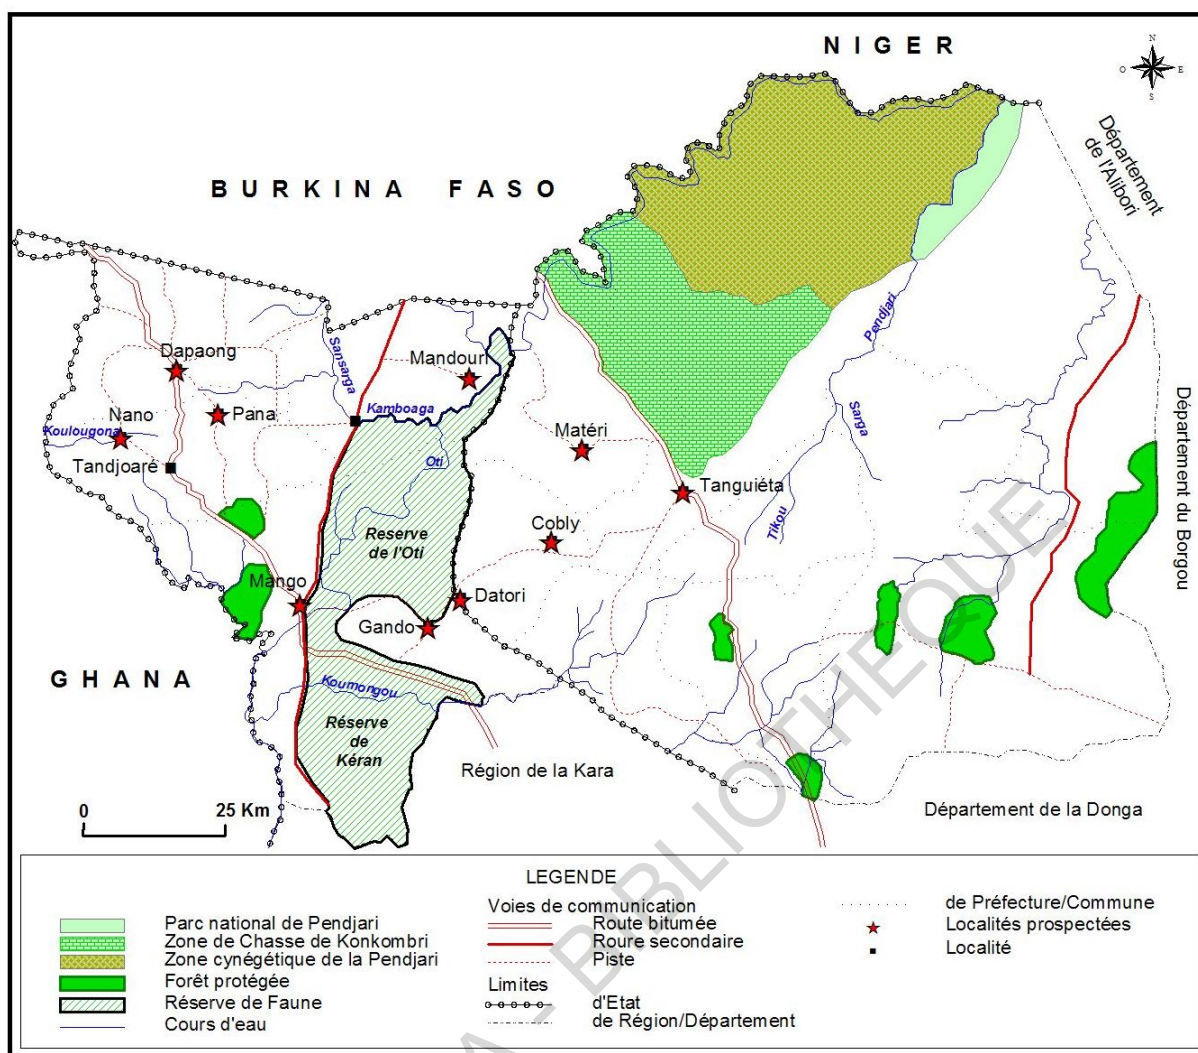 NIGER
N
O
E
S
Département
de l'Alibori
BURKINA FASO
Pendjari
Sansarga
Dapaong
Mandouri
Kamboaga
Nano
Pana
Koulougona
Tandjoaré
Oti
Matéri
Sarga
Département du Borgou
Tanguiéta
Tikou
Reserve
de l'Oti
Cobly
Mango
Datori
Gando
GHANA
Koumongou
Réserve
de
Kéran
Région de la Kara
0 25 Km
Département de la Donga
A - BIBLIOTHEQUE
LEGENDE
Parc national de Pendjari
Zone de Chasse de Konkombri
Zone cynégétique de la Pendjari
Forêt protégée
Réserve de Faune
Cours d'eau
Voies de communication
Route bitumée
Roure secondaire
Piste
Limites
d'Etat
de Région/Département
de Préfecture/Commune
Localités prospectées
Localité